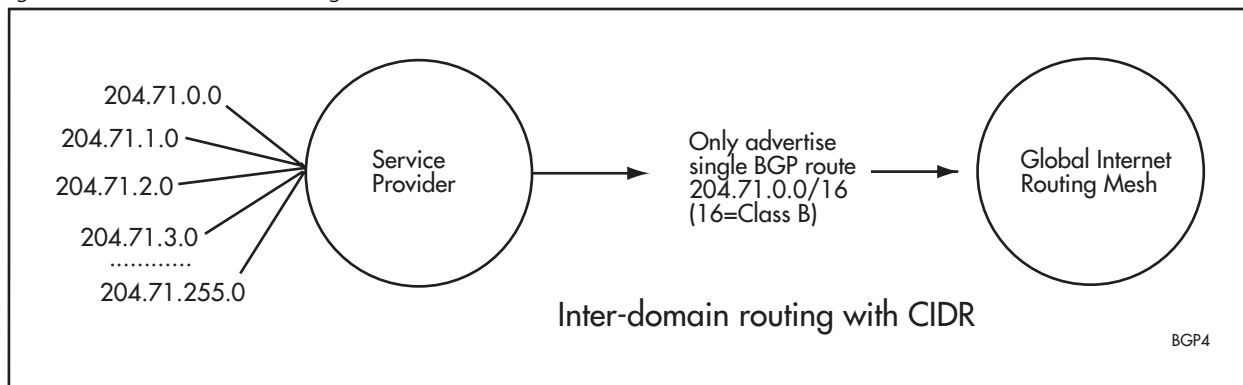 204.71.0.0
204.71.1.0
204.71.2.0
204.71.3.0
............
204.71.255.0
Service
Provider
Only advertise
single BGP route
204.71.0.0/16
(16=Class B)
Global Internet
Routing Mesh
Inter-domain routing with CIDR
BGP4